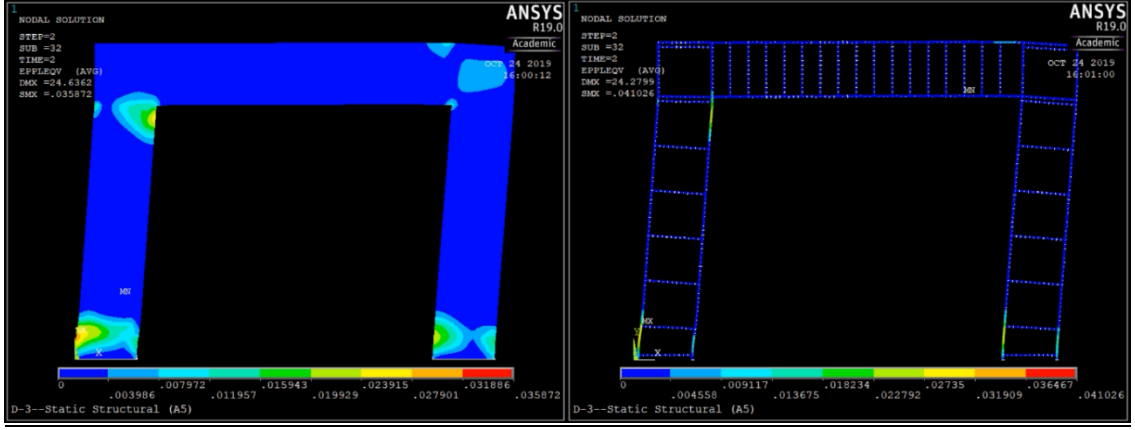 1
NODAL SOLUTION
STEP=2
SUB =32
TIME=2
EPPLEQV (AVG)
DMX =24.6362
SMX =.035872
ANSYS
R19.0
Academic
OCT 24 2019
16:00:12
MN
X
0
.003986
.007972
.011957
.015943
.019929
.023915
.027901
.031886
.035872
D-3--Static Structural (A5)
1
NODAL SOLUTION
STEP=2
SUB =32
TIME=2
EPPLEQV (AVG)
DMX =24.2799
SMX =.041026
ANSYS
R19.0
Academic
OCT 24 2019
16:01:00
MN
MX
X
0
.004558
.009117
.013675
.018234
.022792
.02735
.031909
.036467
.041026
D-3--Static Structural (A5)